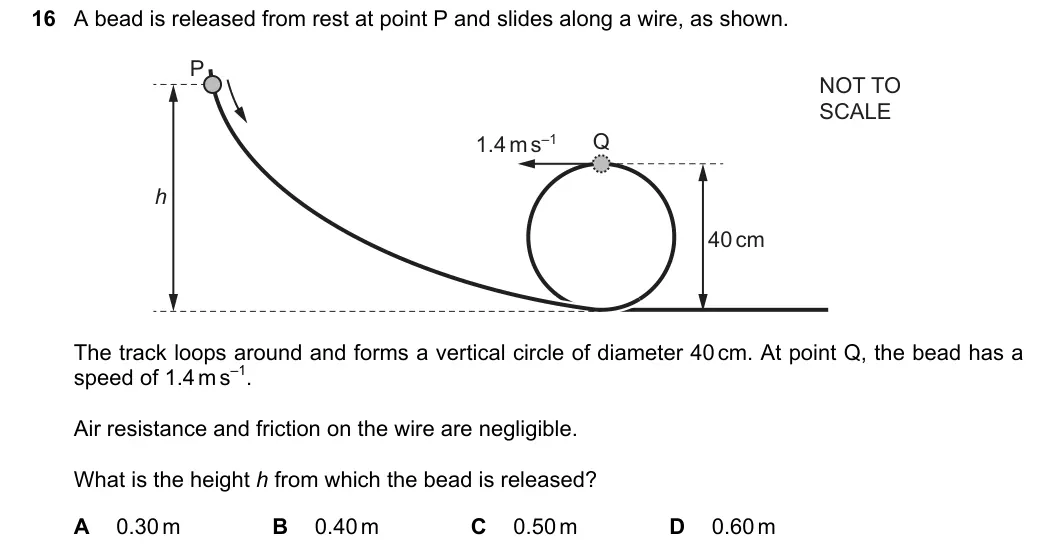 16 A bead is released from rest at point P and slides along a wire, as shown.
P
NOT TO
SCALE
1.4 m s⁻¹ Q
h
40 cm
The track loops around and forms a vertical circle of diameter 40 cm. At point Q, the bead has a
speed of 1.4 m s⁻¹.
Air resistance and friction on the wire are negligible.
What is the height h from which the bead is released?
A 0.30 m B 0.40 m C 0.50 m D 0.60 m